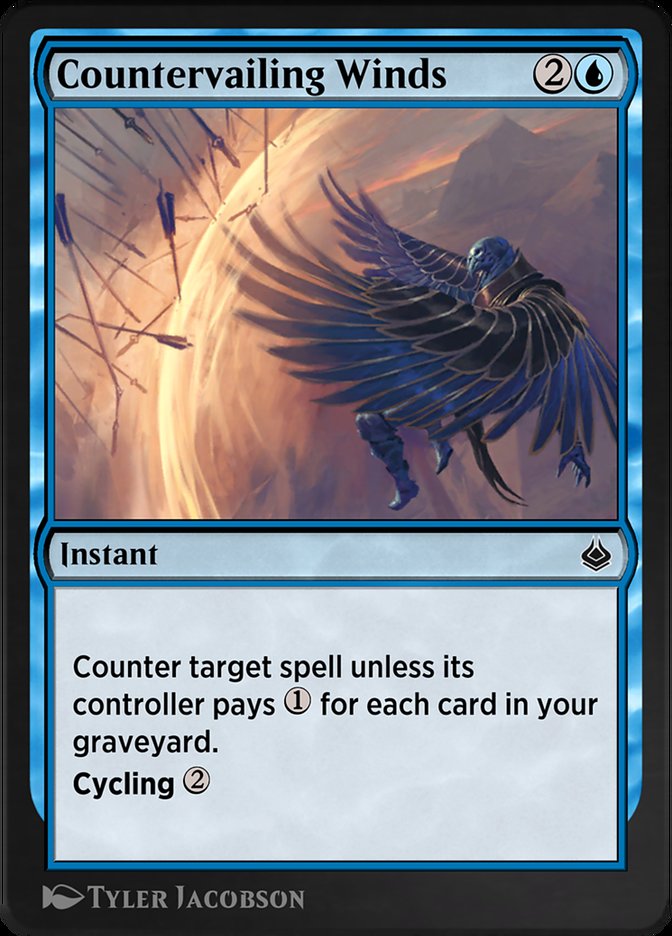 Countervailing Winds 2
Instant
Counter target spell unless its
controller pays 1 for each card in your
graveyard.
Cycling 2
Tyler Jacobson